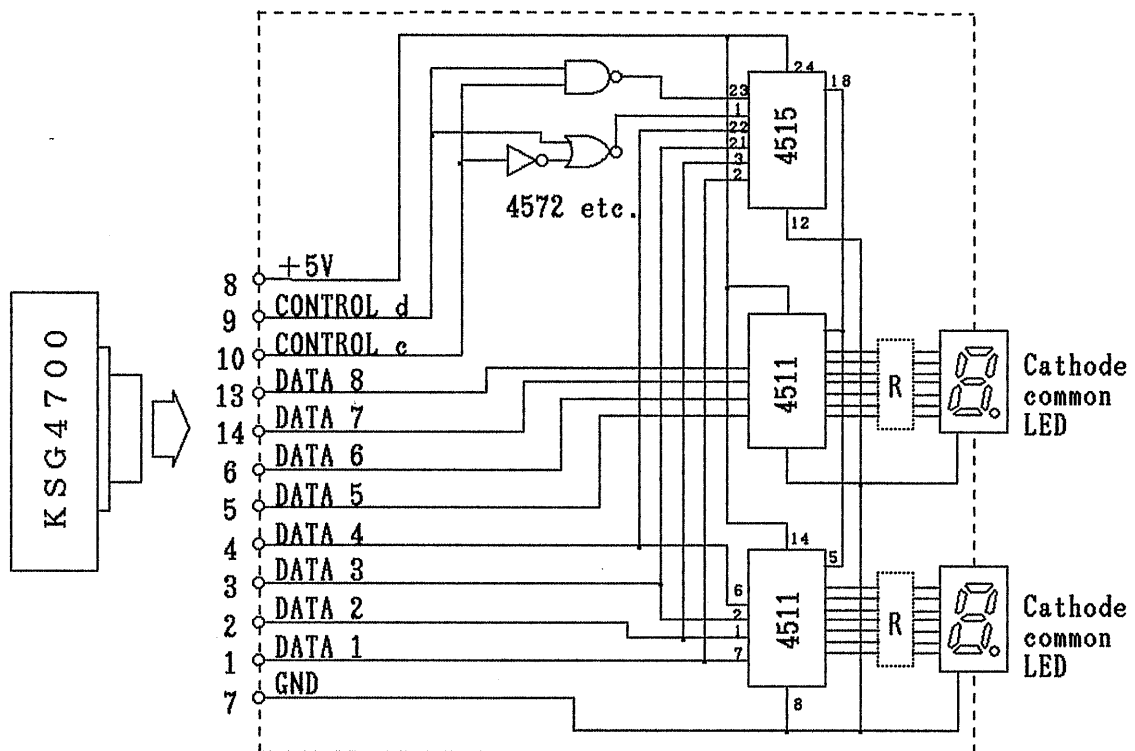 24
18
23
1
22
21
3
2
4515
12
4572 etc.
8 +5V
9 CONTROL d
10 CONTROL c
13 DATA 8
14 DATA 7
6 DATA 6
5 DATA 5
4 DATA 4
3 DATA 3
2 DATA 2
1 DATA 1
7 GND
KSG4700
4511
R
Cathode
common
LED
14
5
6
2
1
7
4511
8
R
Cathode
common
LED